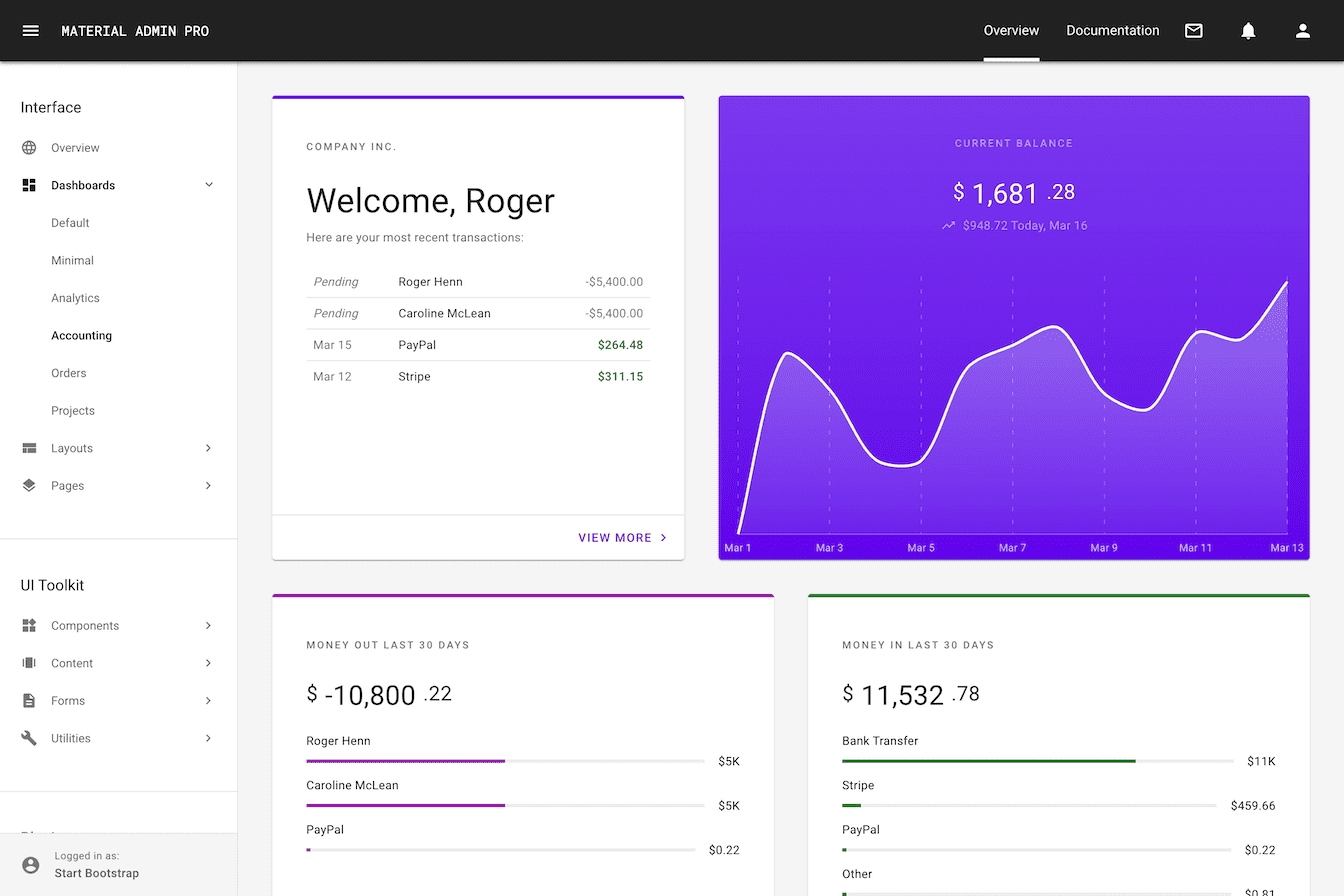 MATERIAL ADMIN PRO
Overview
Documentation
Interface
Overview
Dashboards
Default
Minimal
Analytics
Accounting
Orders
Projects
Layouts
Pages
UI Toolkit
Components
Content
Forms
Utilities
Logged in as:
Start Bootstrap
COMPANY INC.
Welcome, Roger
Here are your most recent transactions:
Pending Roger Henn -$5,400.00
Pending Caroline McLean -$5,400.00
Mar 15 PayPal $264.48
Mar 12 Stripe $311.15
VIEW MORE
CURRENT BALANCE
$ 1,681 .28
$948.72 Today, Mar 16
Mar 1 Mar 3 Mar 5 Mar 7 Mar 9 Mar 11 Mar 13
MONEY OUT LAST 30 DAYS
$ -10,800 .22
Roger Henn
$5K
Caroline McLean
$5K
PayPal
$0.22
MONEY IN LAST 30 DAYS
$ 11,532 .78
Bank Transfer
$11K
Stripe
$459.66
PayPal
$0.22
Other
$0.81